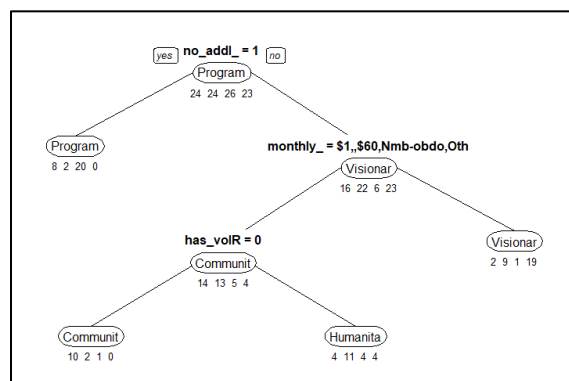 no_addl_ = 1
yes no
Program
24 24 26 23
Program
8 2 20 0
monthly_ = $1,,$60,Nmb-obdo,Oth
Visionar
16 22 6 23
has_volR = 0
Communit
14 13 5 4
Visionar
2 9 1 19
Communit
10 2 1 0
Humanita
4 11 4 4